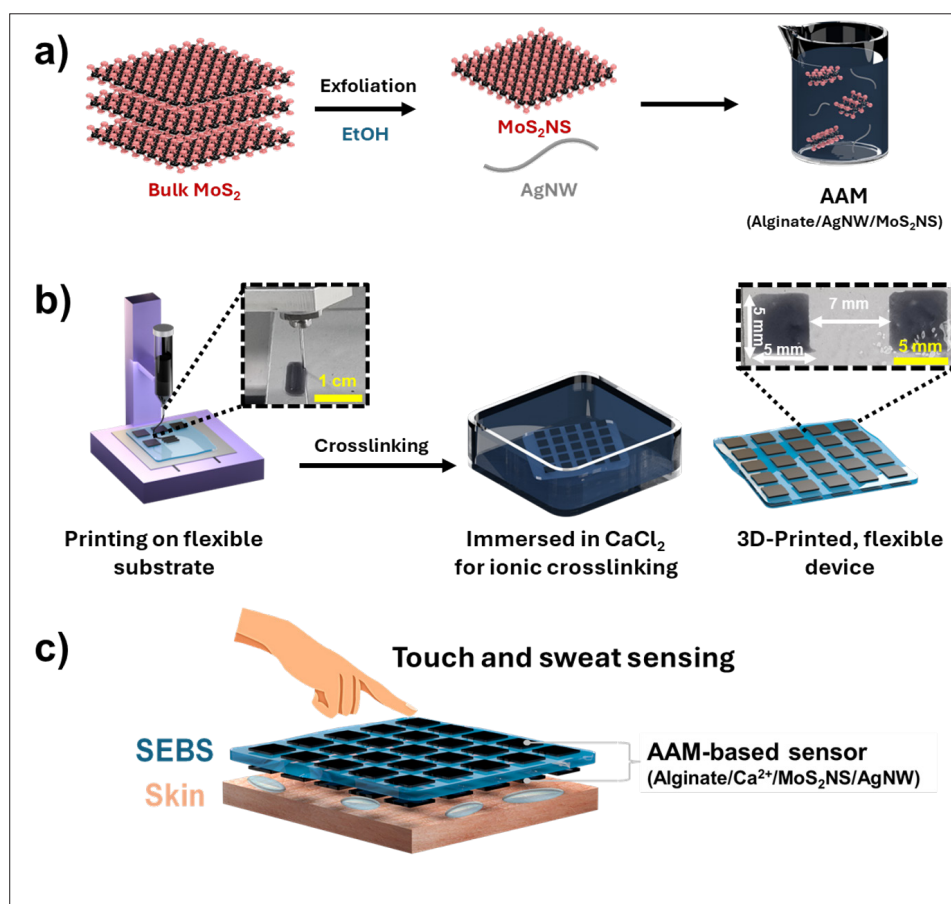 a)
Exfoliation
EtOH
Bulk MoS₂
MoS₂NS
AgNW
AAM
(Alginate/AgNW/MoS₂NS)
b)
1 cm
7 mm
5 mm
5 mm
5 mm
Crosslinking
Printing on flexible
substrate
Immersed in CaCl₂
for ionic crosslinking
3D-Printed, flexible
device
c)
Touch and sweat sensing
SEBS
Skin
AAM-based sensor
(Alginate/Ca²⁺/MoS₂NS/AgNW)